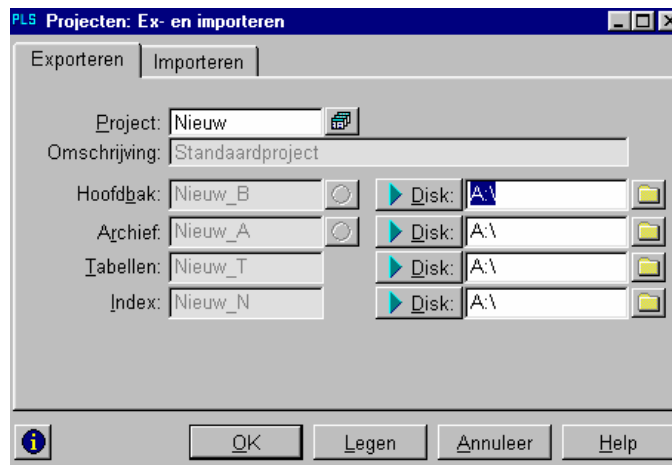 PLS Projecten: Ex- en importeren
Exporteren Importeren
Project: Nieuw
Omschrijving: Standaardproject
Hoofdbak: Nieuw_B Disk: A:\
Archief: Nieuw_A Disk: A:\
Tabellen: Nieuw_T Disk: A:\
Index: Nieuw_N Disk: A:\
OK Legen Annuleer Help